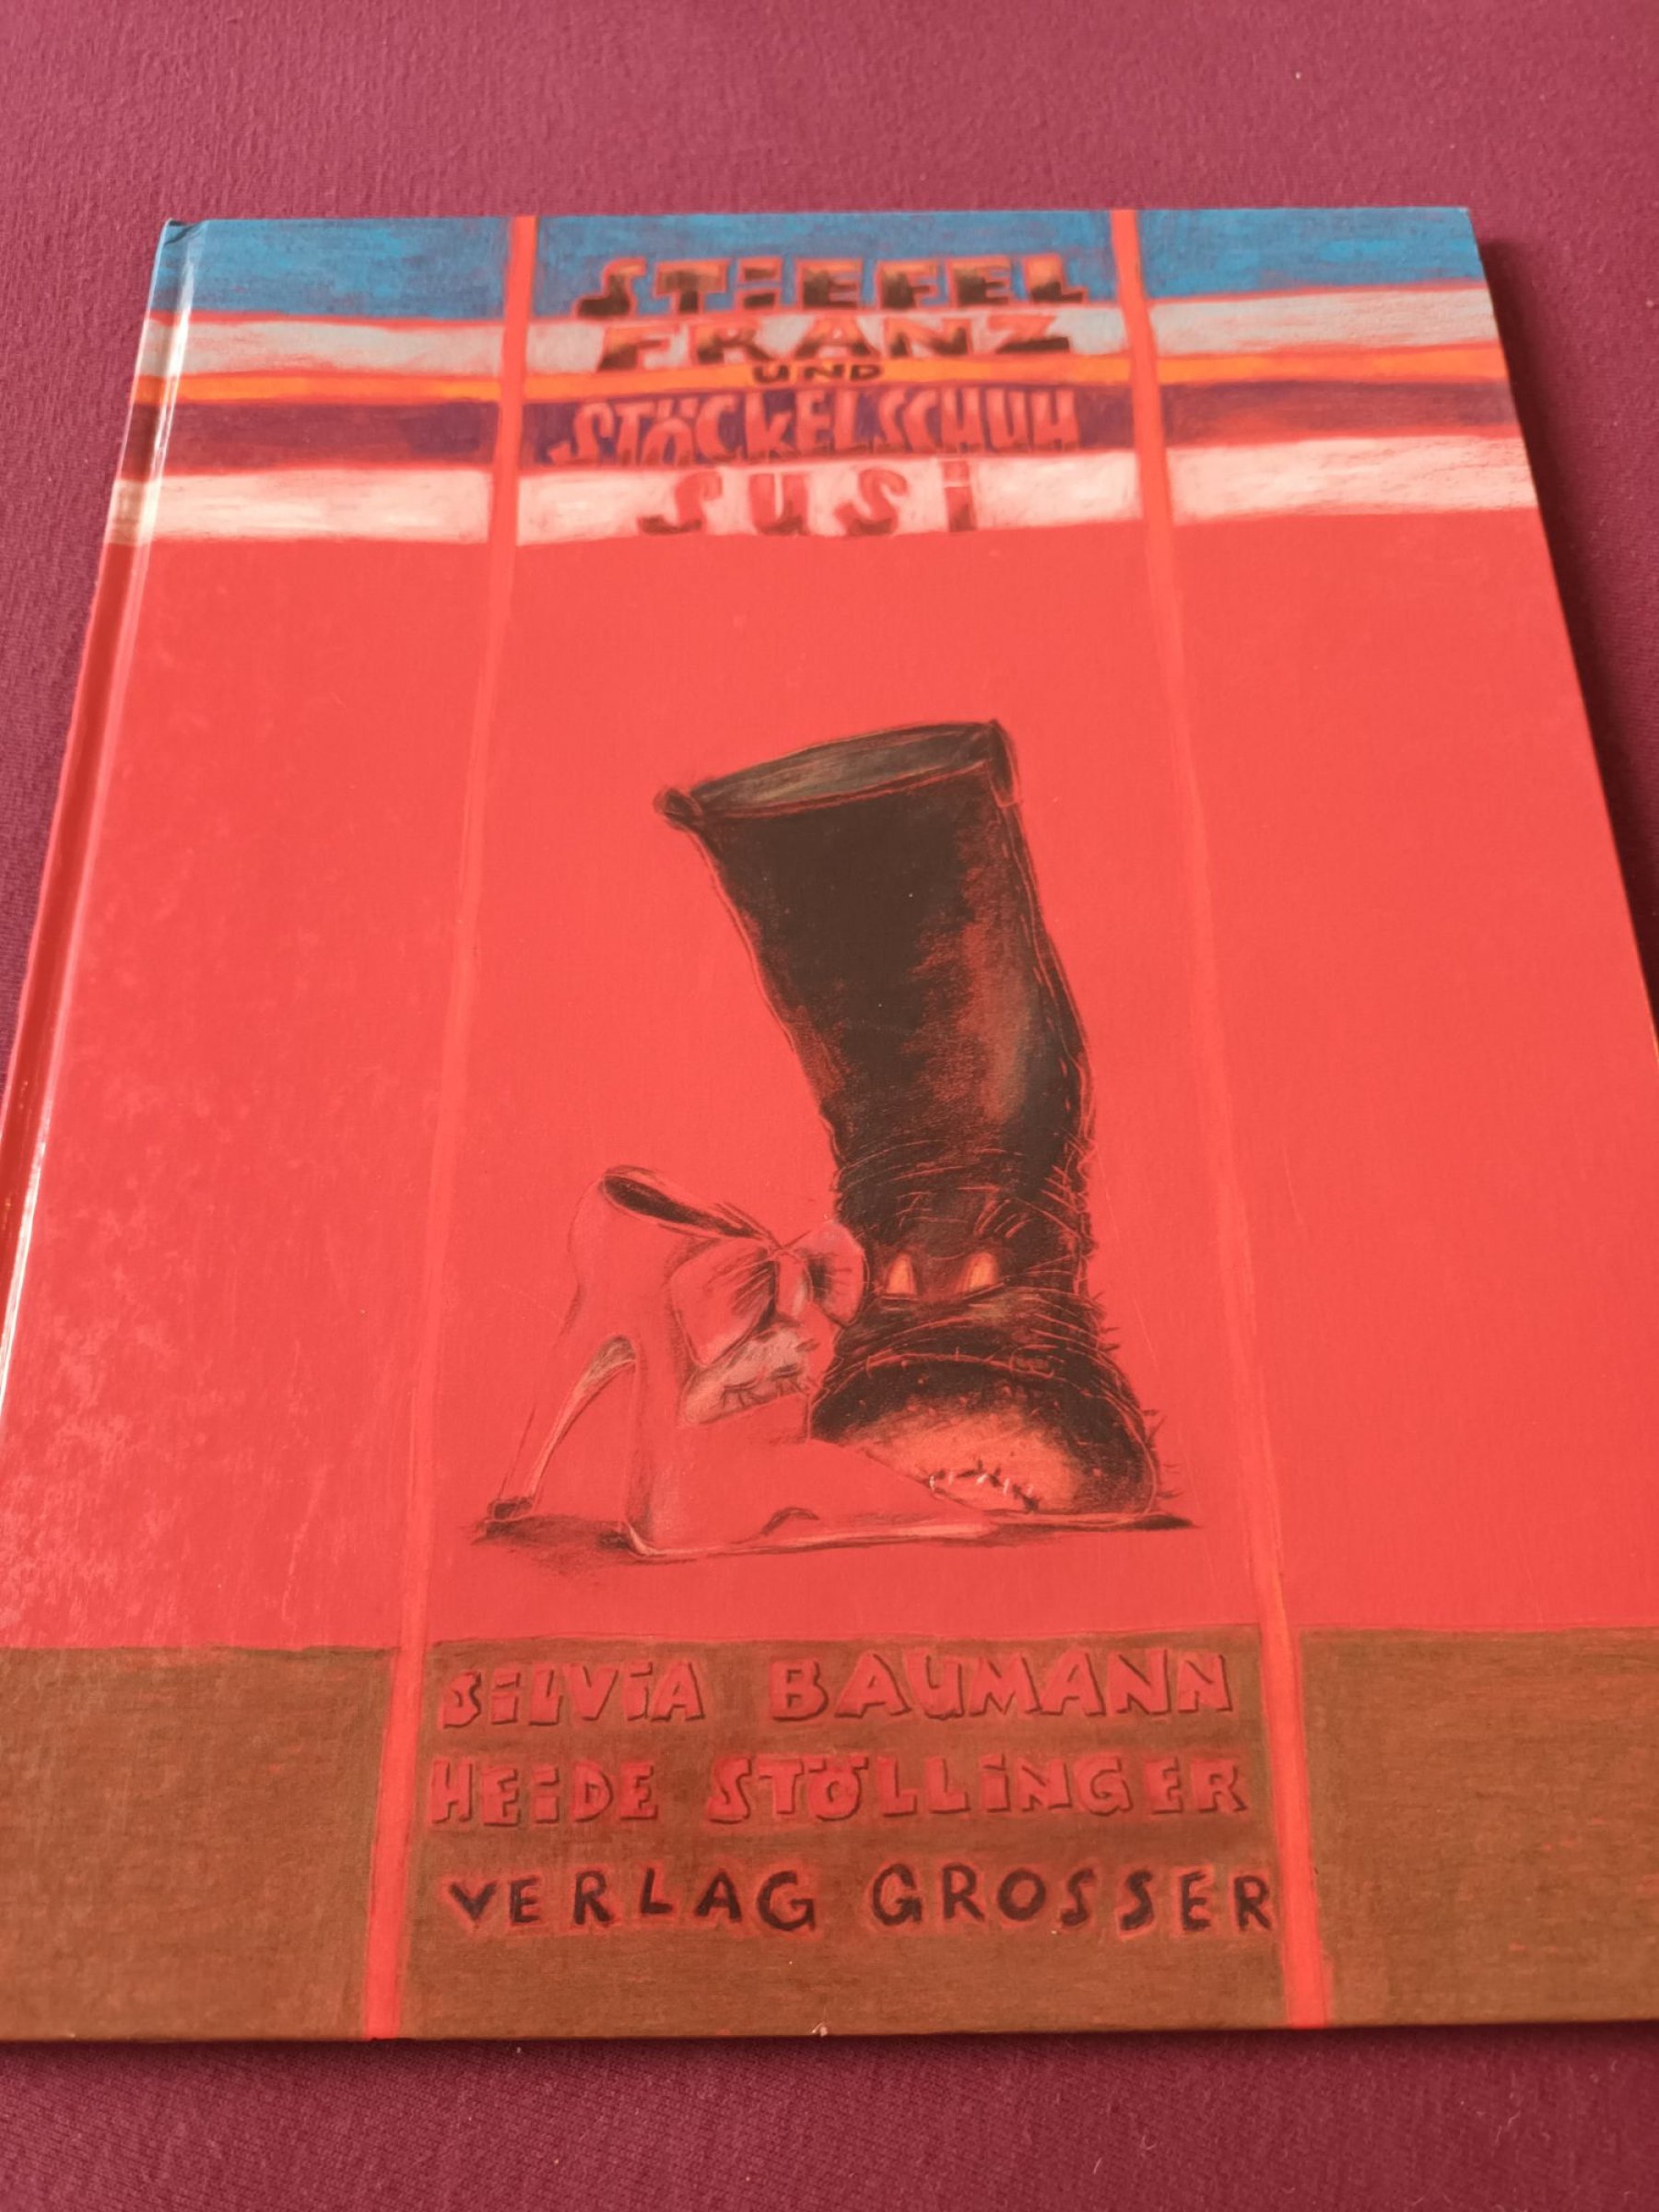 STiEFEL
FRANZ
UND
STÖCKELSCHUH
SUSi
SiLViA BAUMANN
HEiDE STÖLLiNGER
VERLAG GROSSER